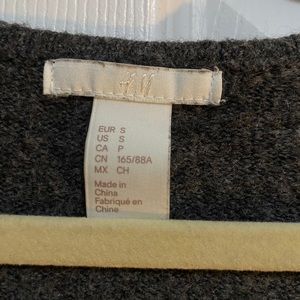 H&M
EUR S
US S
CA P
CN 165/88A
MX CH
Made in
China
Fabriqué en
Chine